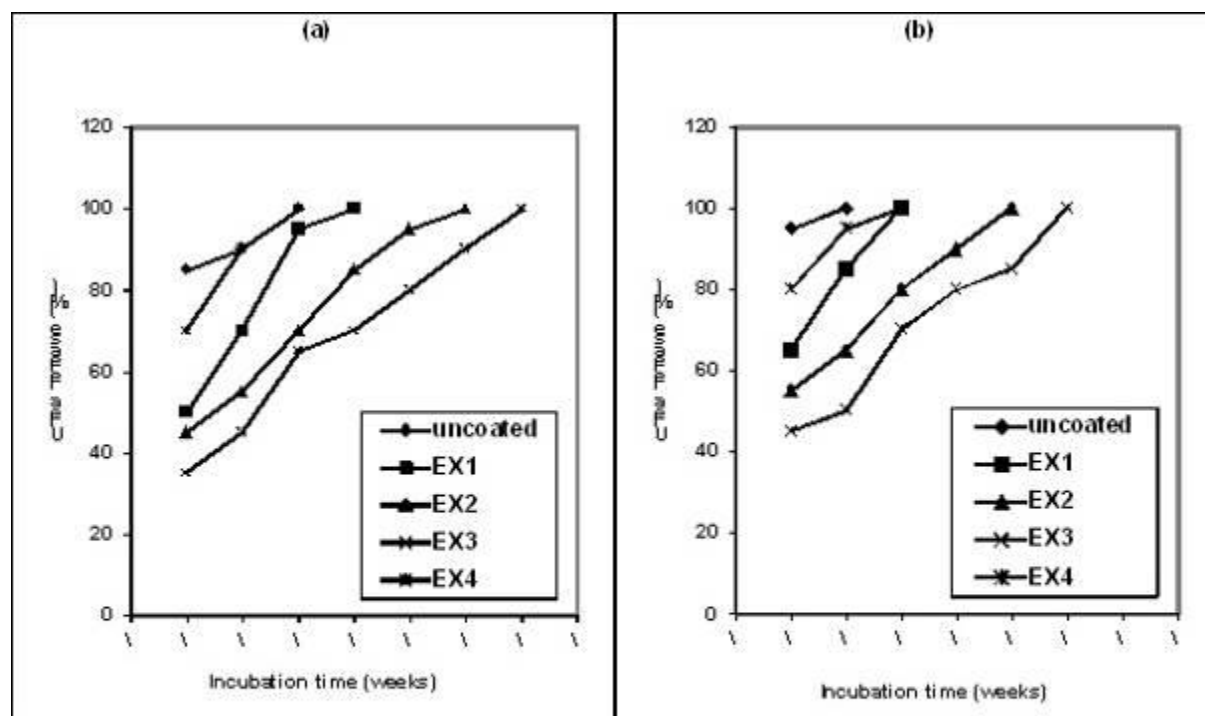 (a)
120
100
80
60
40
20
0
uncoated
EX1
EX2
EX3
EX4
Incubation time (weeks)
(b)
120
100
80
60
40
20
0
uncoated
EX1
EX2
EX3
EX4
Incubation time (weeks)